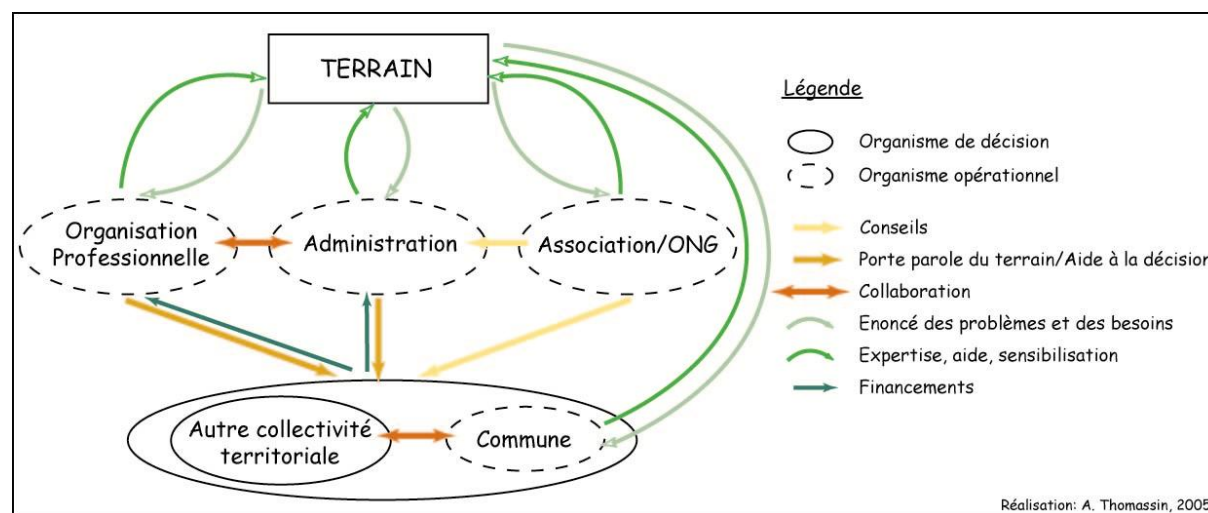 TERRAIN
Organisation
Professionnelle
Administration
Association/ONG
Autre collectivité
territoriale
Commune
Légende
Organisme de décision
Organisme opérationnel
Conseils
Porte parole du terrain/Aide à la décision
Collaboration
Enoncé des problèmes et des besoins
Expertise, aide, sensibilisation
Financements
Réalisation: A. Thomassin, 2005